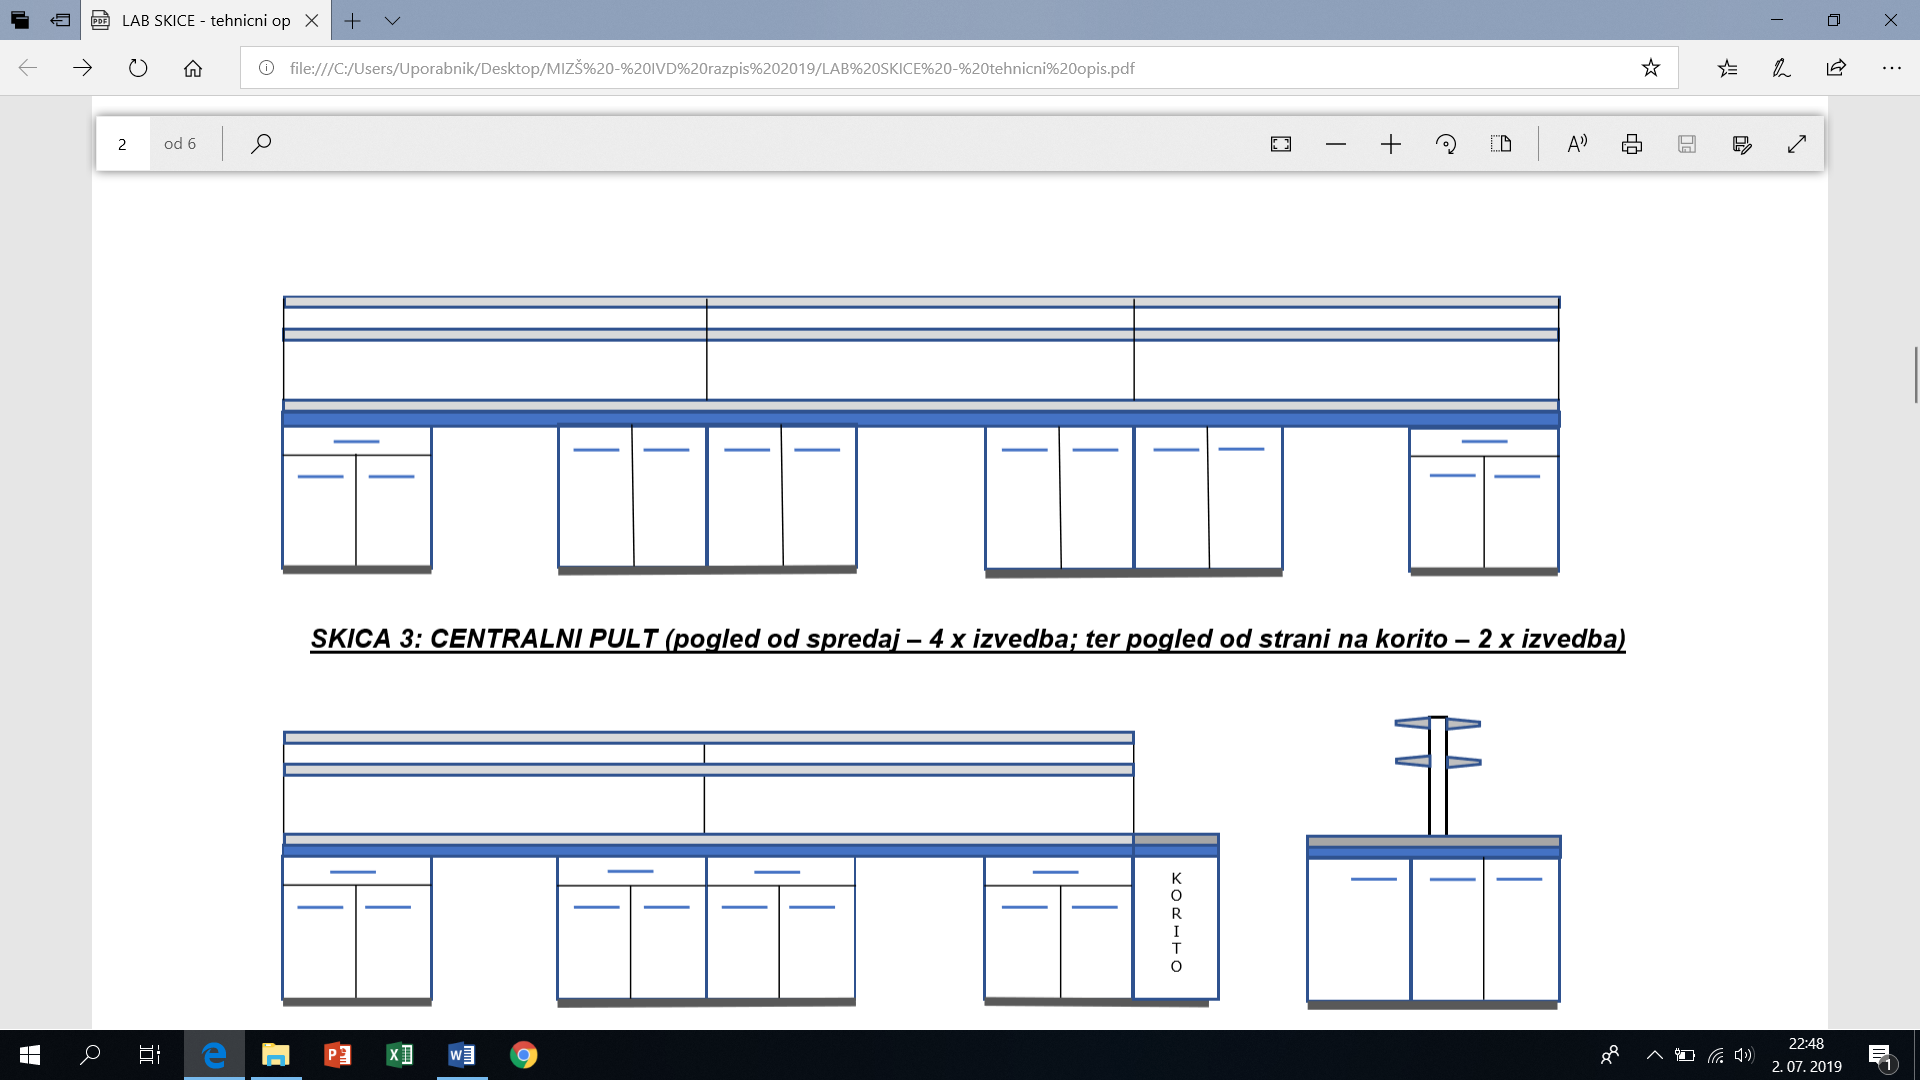 LAB SKICE - tehnicni op
file:///C:/Users/Uporabnik/Desktop/MIZŠ%20-%20IVD%20razpis%202019/LAB%20SKICE%20-%20tehnicni%20opis.pdf
2 od 6
SKICA 3: CENTRALNI PULT (pogled od spredaj – 4 x izvedba; ter pogled od strani na korito – 2 x izvedba)
KORITO
22:48
2. 07. 2019
1